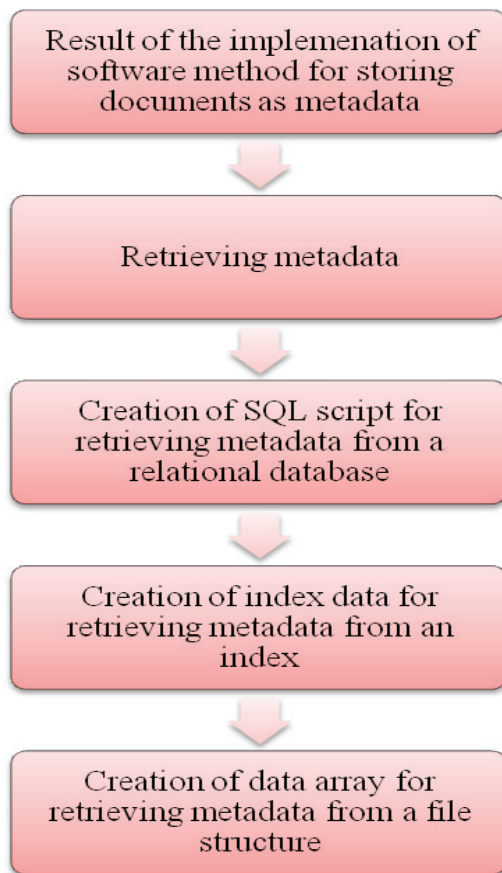 Result of the implemenation of
software method for storing
documents as metadata
Retrieving metadata
Creation of SQL script for
retrieving metadata from a
relational database
Creation of index data for
retrieving metadata from an
index
Creation of data array for
retrieving metadata from a file
structure